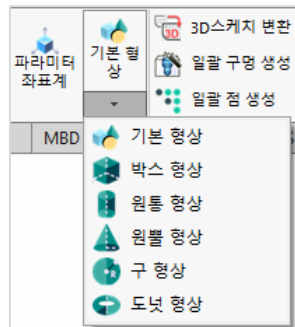 파라미터
좌표계
기본 형
상
3D스케치 변환
일괄 구멍 생성
일괄 점 생성
MBD
기본 형상
박스 형상
원통 형상
원뿔 형상
구 형상
도넛 형상